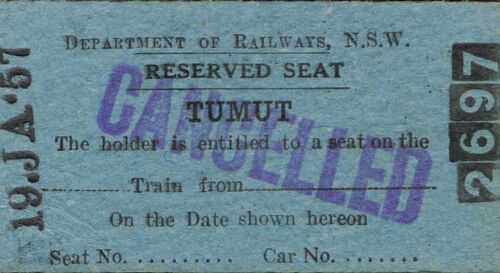 DEPARTMENT OF RAILWAYS, N.S.W.
RESERVED SEAT
TUMUT
The holder is entitled to a seat on the
............Train from........................
On the Date shown hereon
Seat No. ......... Car No. .......
CANCELLED
19.JA.57
2697